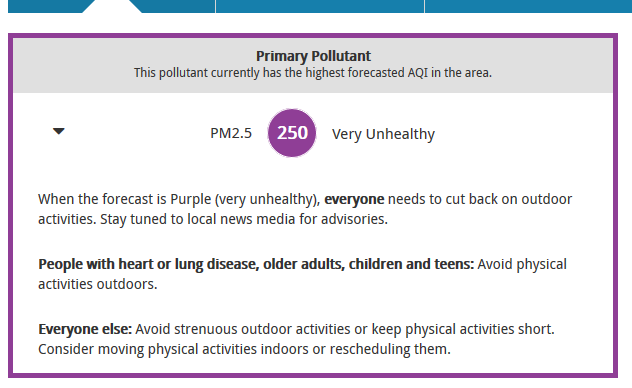 Primary Pollutant
This pollutant currently has the highest forecasted AQI in the area.
PM2.5 250 Very Unhealthy
When the forecast is Purple (very unhealthy), everyone needs to cut back on outdoor
activities. Stay tuned to local news media for advisories.
People with heart or lung disease, older adults, children and teens: Avoid physical
activities outdoors.
Everyone else: Avoid strenuous outdoor activities or keep physical activities short.
Consider moving physical activities indoors or rescheduling them.